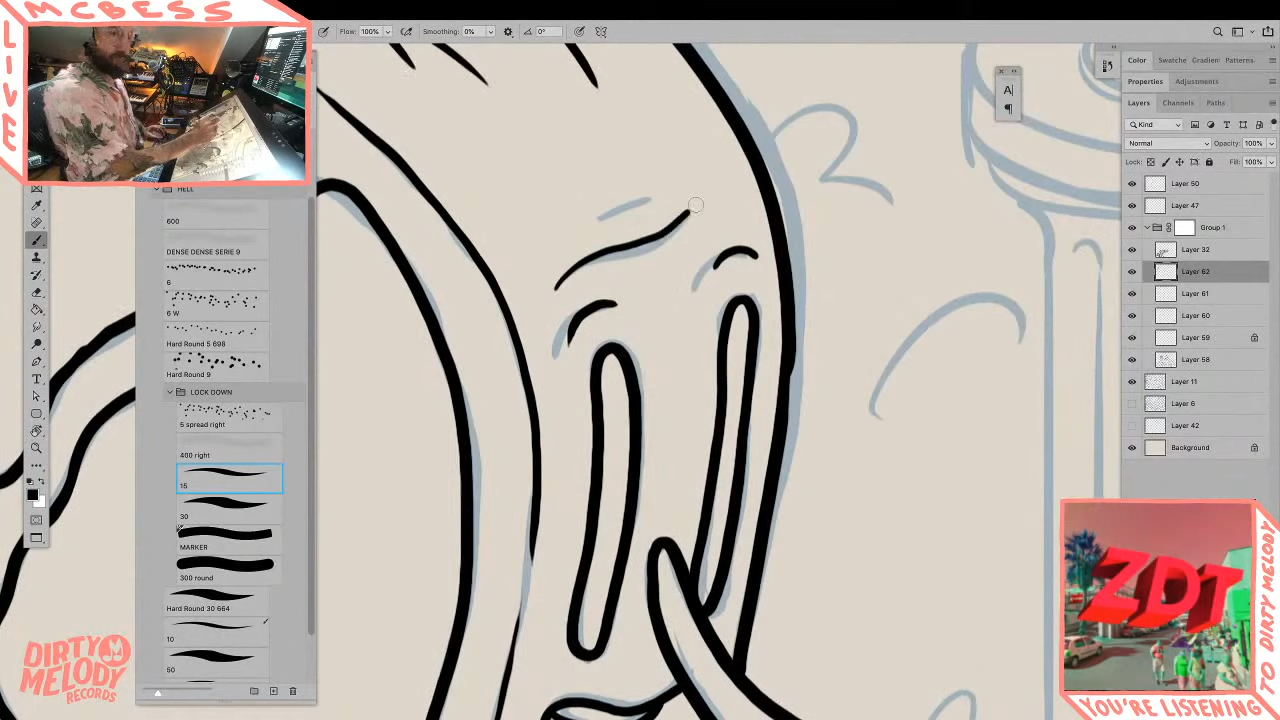 MCBESS
LIVE
Flow: 100%
Smoothing: 0%
0°
HELL
600
DENSE DENSE SERIE 9
6
6 W
Hard Round 5 698
Hard Round 9
LOCK DOWN
5 spread right
400 right
15
30
MARKER
300 round
Hard Round 30 664
10
50
A
¶
Color
Swatche
Gradien
Patterns
Properties
Adjustments
Layers
Channels
Paths
Kind
Normal
Opacity: 100%
Lock:
Fill: 100%
Layer 50
Layer 47
Group 1
Layer 32
Layer 62
Layer 61
Layer 60
Layer 59
Layer 58
Layer 11
Layer 6
Layer 42
Background
DIRTY
MELODY
RECORDS
ZDT
YOU'RE LISTENING
TO DIRTY MELODY